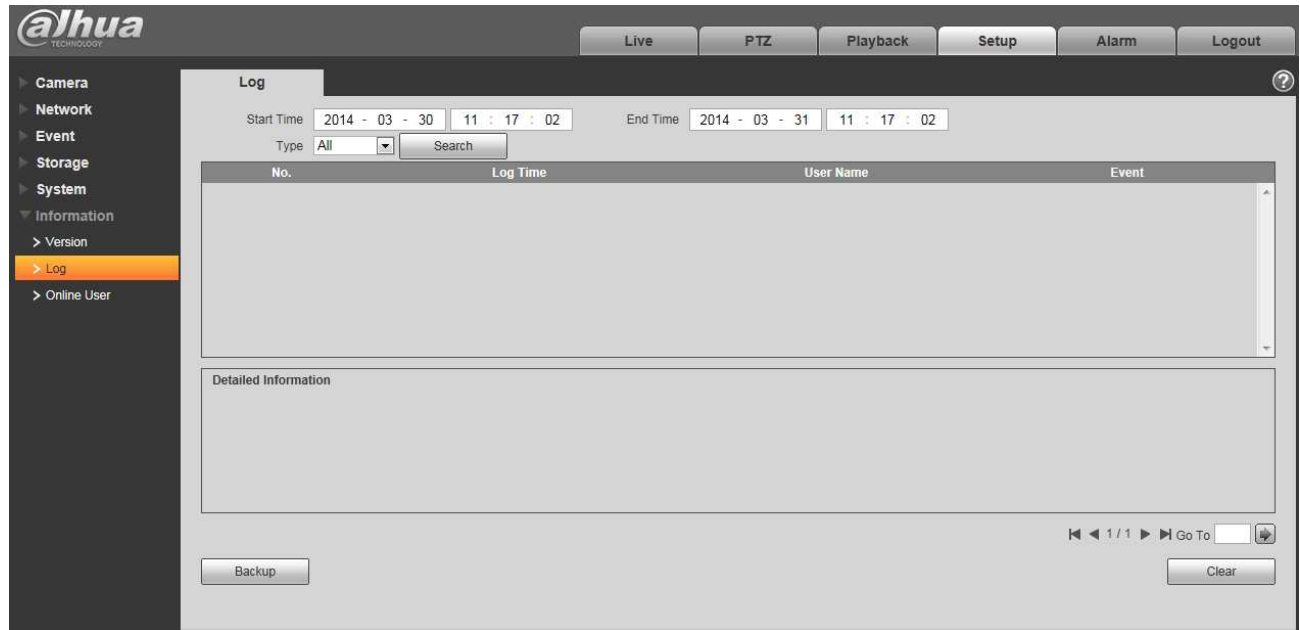 alhua
TECHNOLOGY
Live PTZ Playback Setup Alarm Logout
Camera
Network
Event
Storage
System
Information
> Version
> Log
> Online User
Log
?
Start Time 2014 - 03 - 30 11 : 17 : 02 End Time 2014 - 03 - 31 11 : 17 : 02
Type All Search
No. Log Time User Name Event
Detailed Information
1 / 1 Go To
Backup Clear